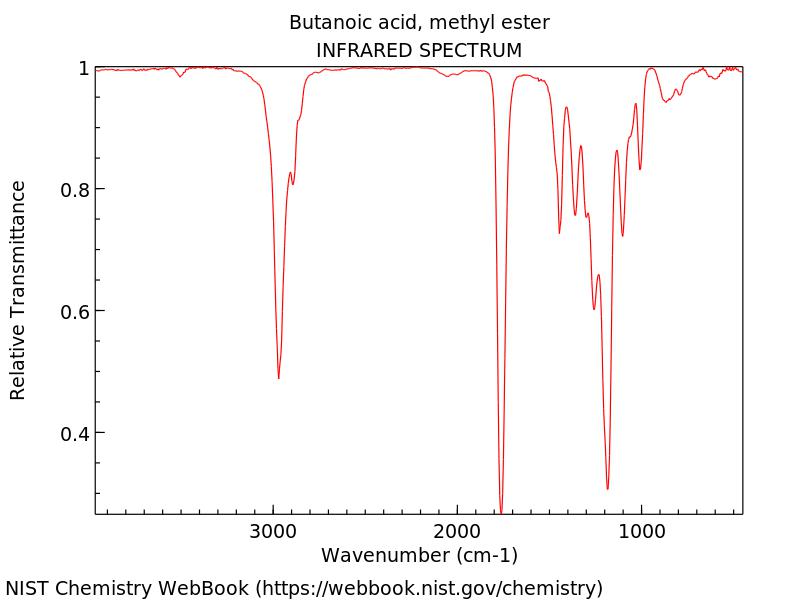 Butanoic acid, methyl ester
INFRARED SPECTRUM
1
0.8
0.6
0.4
Relative Transmittance
3000
2000
1000
Wavenumber (cm-1)
NIST Chemistry WebBook (https://webbook.nist.gov/chemistry)